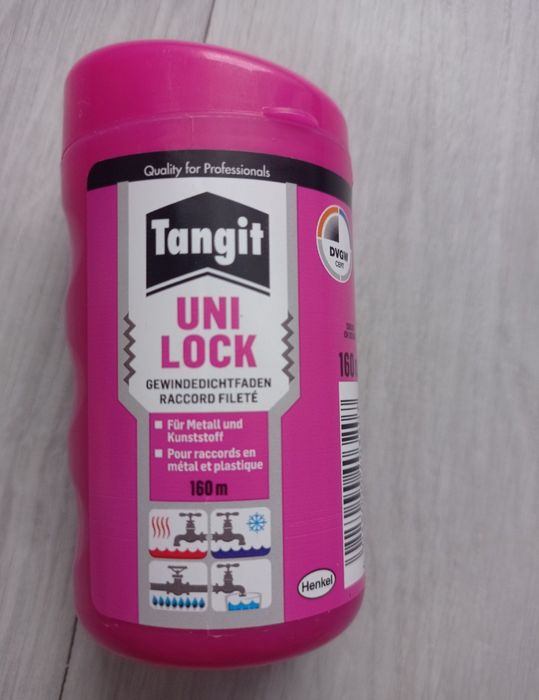 Quality for Professionals
Tangit
UNI
LOCK
GEWINDEDICHTFADEN
RACCORD FILETÉ
Für Metall und
Kunststoff
Pour raccords en
métal et plastique
160 m
DVGW
CERT
160
Henkel